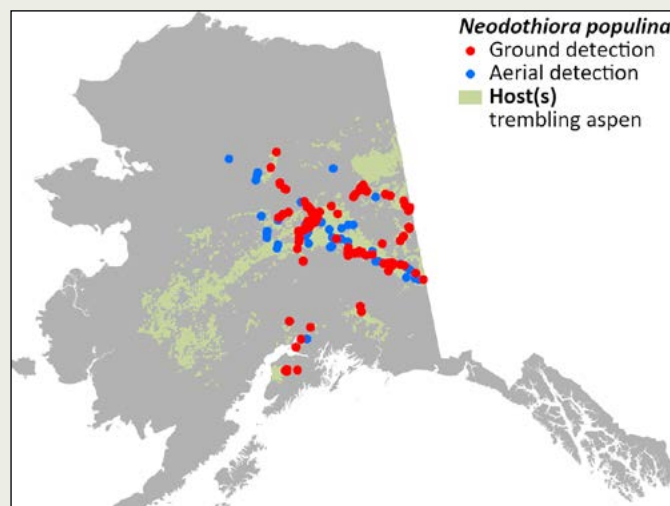 Neodothiora populina
Ground detection
Aerial detection
Host(s)
trembling aspen